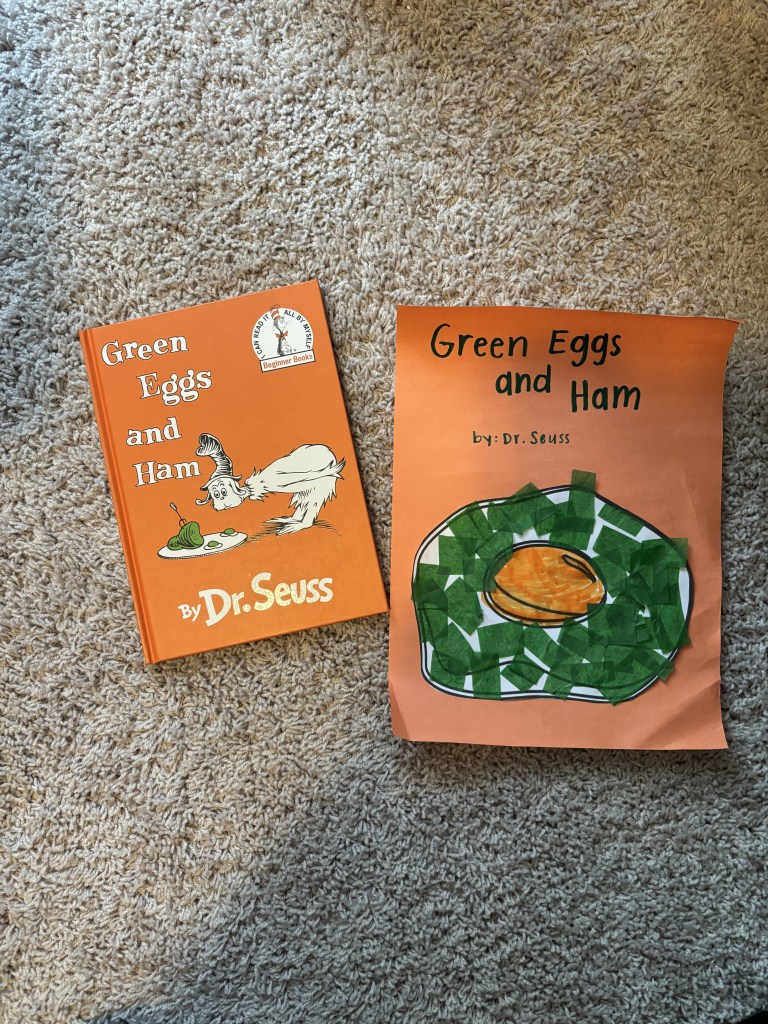 Green
Eggs
and
Ham
I CAN READ IT ALL BY MYSELF
Beginner Books
By Dr. Seuss
Green Eggs
and Ham
by: Dr. Seuss